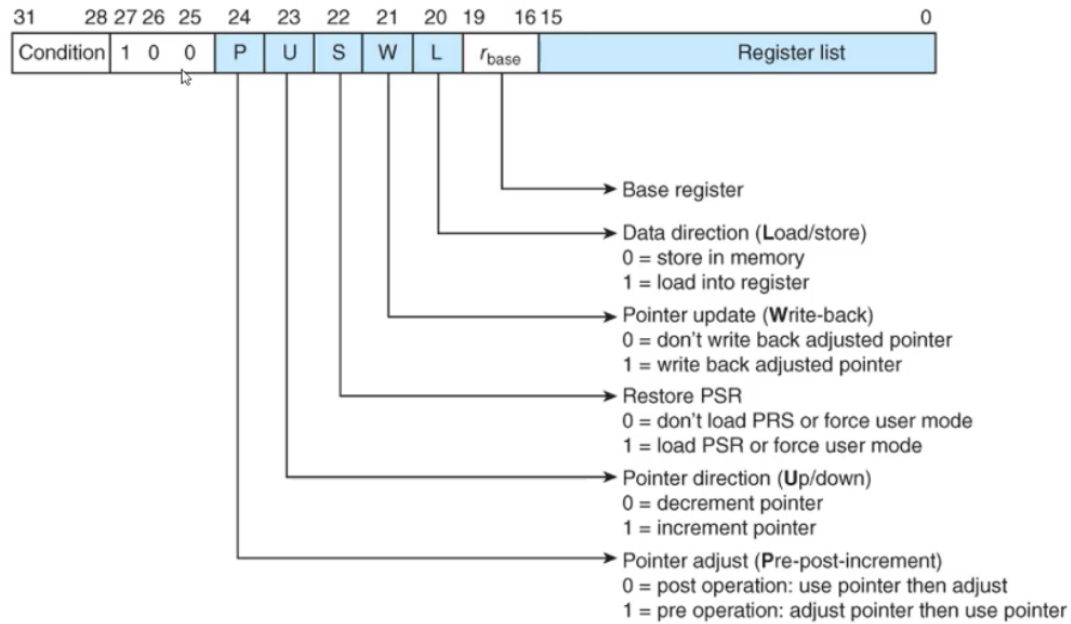 31 28 27 26 25 24 23 22 21 20 19 16 15 0
Condition 1 0 0 P U S W L rbase Register list
Base register
Data direction (Load/store)
0 = store in memory
1 = load into register
Pointer update (Write-back)
0 = don't write back adjusted pointer
1 = write back adjusted pointer
Restore PSR
0 = don't load PRS or force user mode
1 = load PSR or force user mode
Pointer direction (Up/down)
0 = decrement pointer
1 = increment pointer
Pointer adjust (Pre-post-increment)
0 = post operation: use pointer then adjust
1 = pre operation: adjust pointer then use pointer